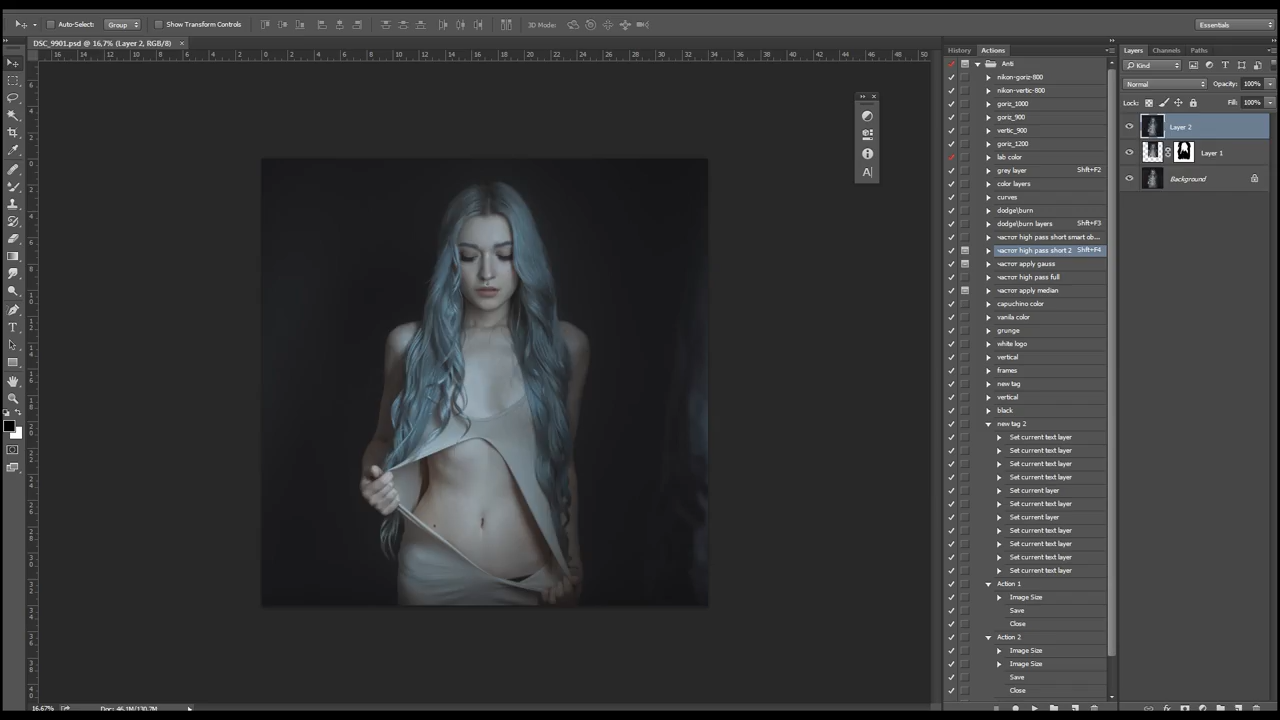 Auto-Select: Group Show Transform Controls 3D Mode: Essentials
DSC_9901.psd @ 16,7% (Layer 2, RGB/8) ×
History Actions
Anti
nikon-goriz-800
nikon-vertic-800
goriz_1000
goriz_900
vertic_900
goriz_1200
lab color
grey layer Shft+F2
color layers
curves
dodge\burn
dodge\burn layers Shft+F3
частот high pass short smart ob...
частот high pass short 2 Shft+F4
частот apply gauss
частот high pass full
частот apply median
capuchino color
vanila color
grunge
white logo
vertical
frames
new tag
vertical
black
new tag 2
Set current text layer
Set current text layer
Set current text layer
Set current text layer
Set current layer
Set current text layer
Set current layer
Set current text layer
Set current text layer
Set current text layer
Set current text layer
Action 1
Image Size
Save
Close
Action 2
Image Size
Image Size
Save
Close
Layers Channels Paths
Kind
Normal Opacity: 100%
Lock: Fill: 100%
Layer 2
Layer 1
Background
16.67% Doc: 46.1M/130.7M